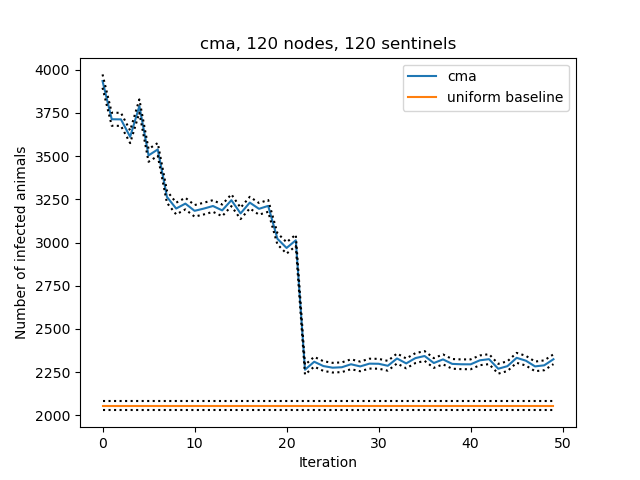 cma, 120 nodes, 120 sentinels
cma
uniform baseline
Number of infected animals
4000
3750
3500
3250
3000
2750
2500
2250
2000
0 10 20 30 40 50
Iteration